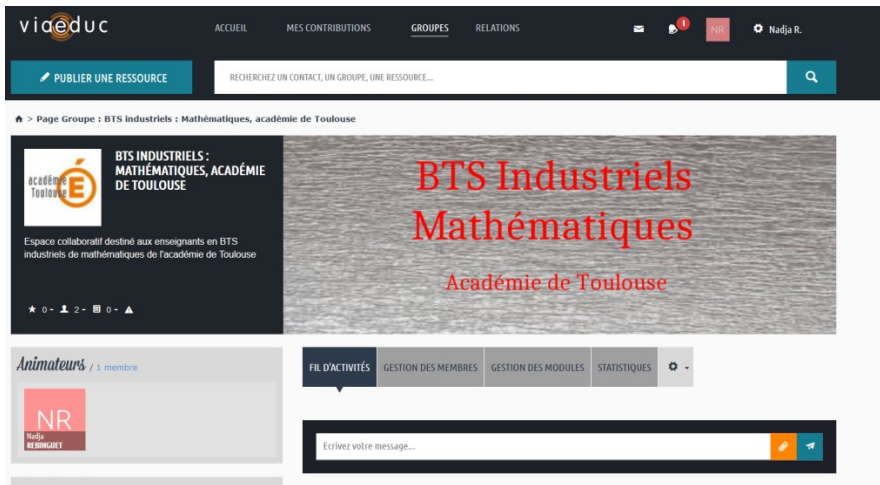 viaéduc
ACCUEIL MES CONTRIBUTIONS GROUPES RELATIONS 1 NR Nadja R.
PUBLIER UNE RESSOURCE RECHERCHEZ UN CONTACT, UN GROUPE, UNE RESSOURCE...
> Page Groupe : BTS industriels : Mathématiques, académie de Toulouse
académie
Toulouse
BTS INDUSTRIELS :
MATHÉMATIQUES, ACADÉMIE
DE TOULOUSE
Espace collaboratif destiné aux enseignants en BTS
industriels de mathématiques de l'académie de Toulouse
0 - 2 - 0 -
BTS Industriels
Mathématiques
Académie de Toulouse
Animateurs / 1 membre
NR
Nadja
REBINGUET
FIL D'ACTIVITÉS GESTION DES MEMBRES GESTION DES MODULES STATISTIQUES
Ecrivez votre message...